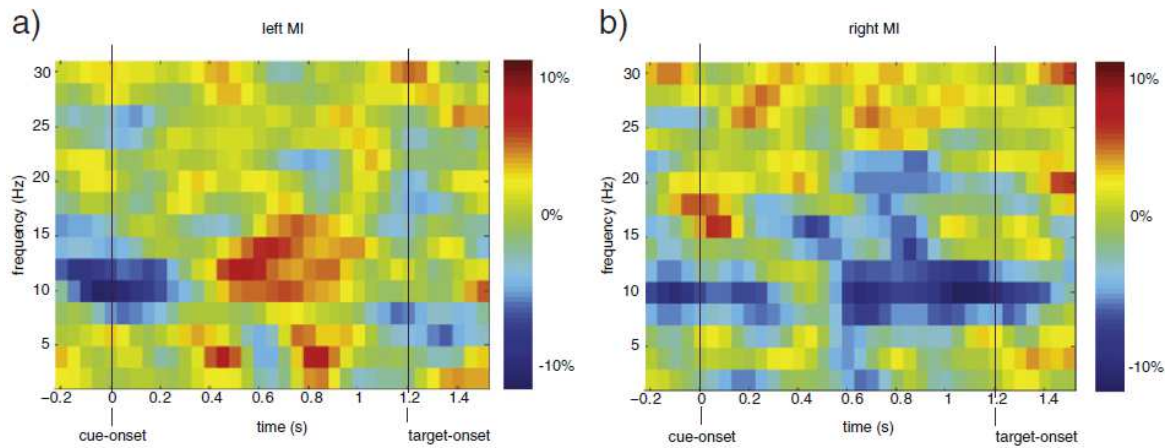 a)
left MI
30
25
20
15
10
5
frequency (Hz)
−0.2 0 0.2 0.4 0.6 0.8 1 1.2 1.4
time (s)
cue-onset
target-onset
10%
0%
-10%
b)
right MI
30
25
20
15
10
5
frequency (Hz)
−0.2 0 0.2 0.4 0.6 0.8 1 1.2 1.4
time (s)
cue-onset
target-onset
10%
0%
-10%